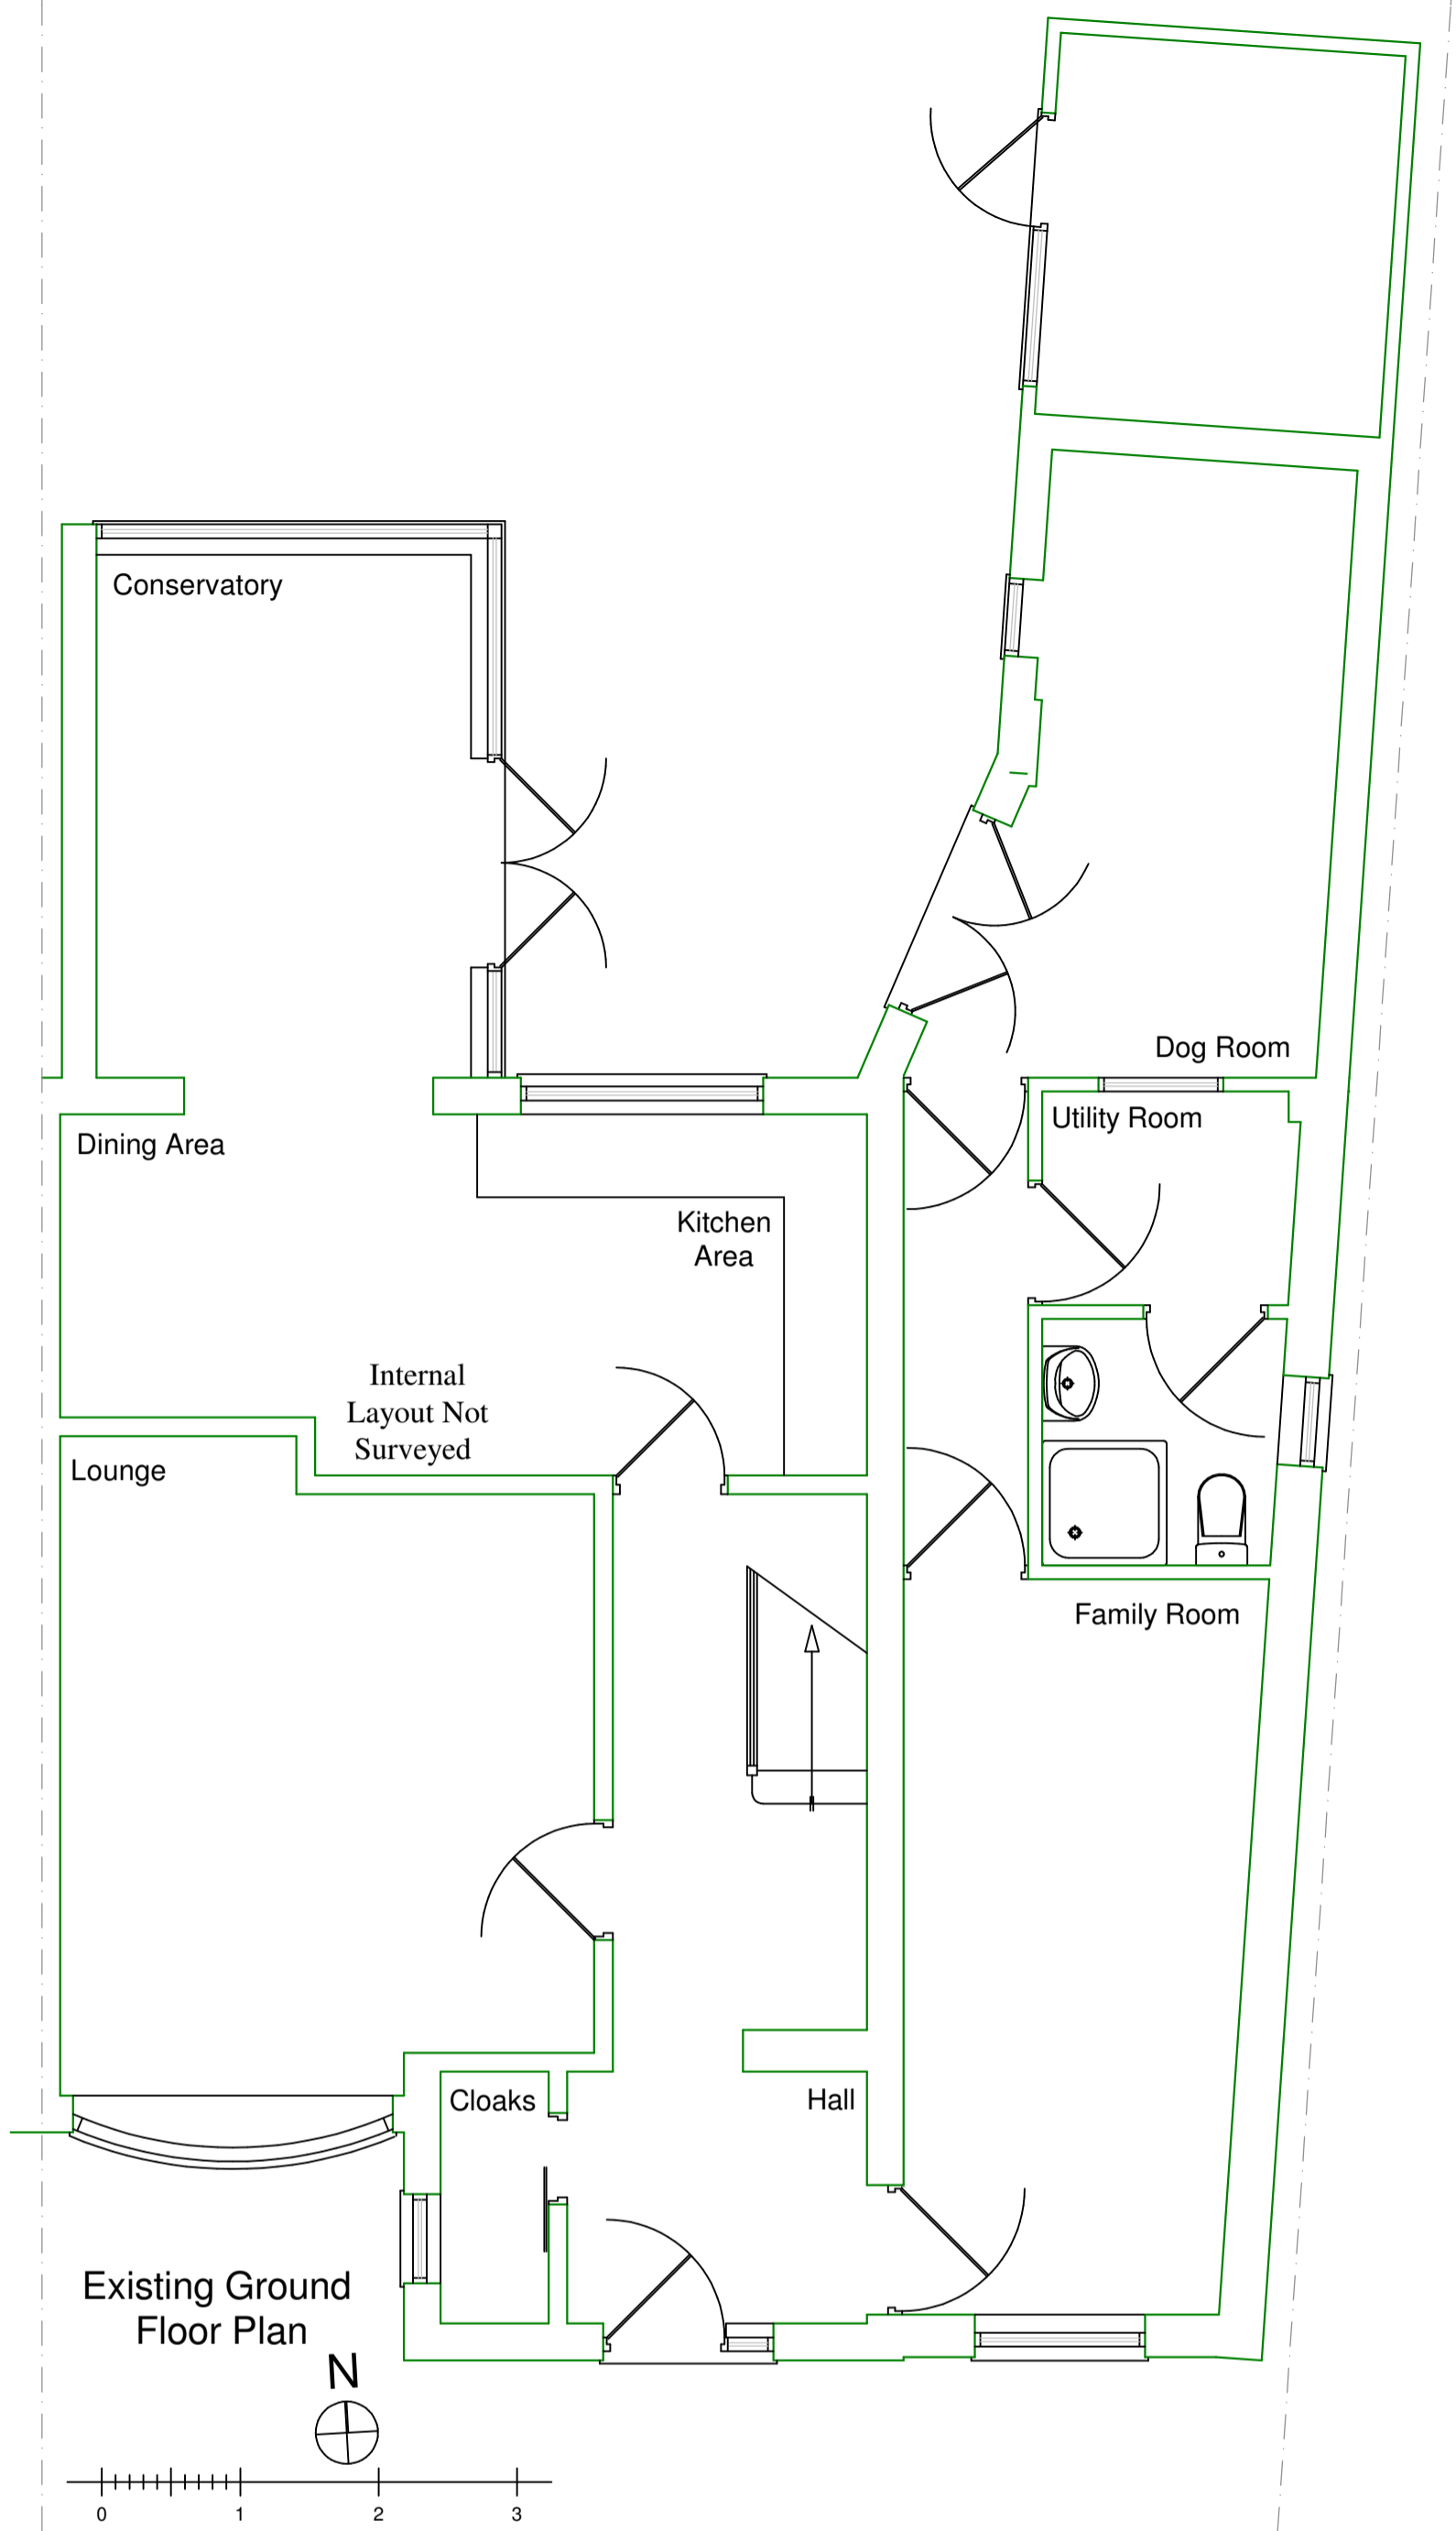 Conservatory
Dog Room
Utility Room
Dining Area
Kitchen
Area
Internal
Layout Not
Surveyed
Lounge
Family Room
Cloaks
Hall
Existing Ground
Floor Plan
N
0 1 2 3